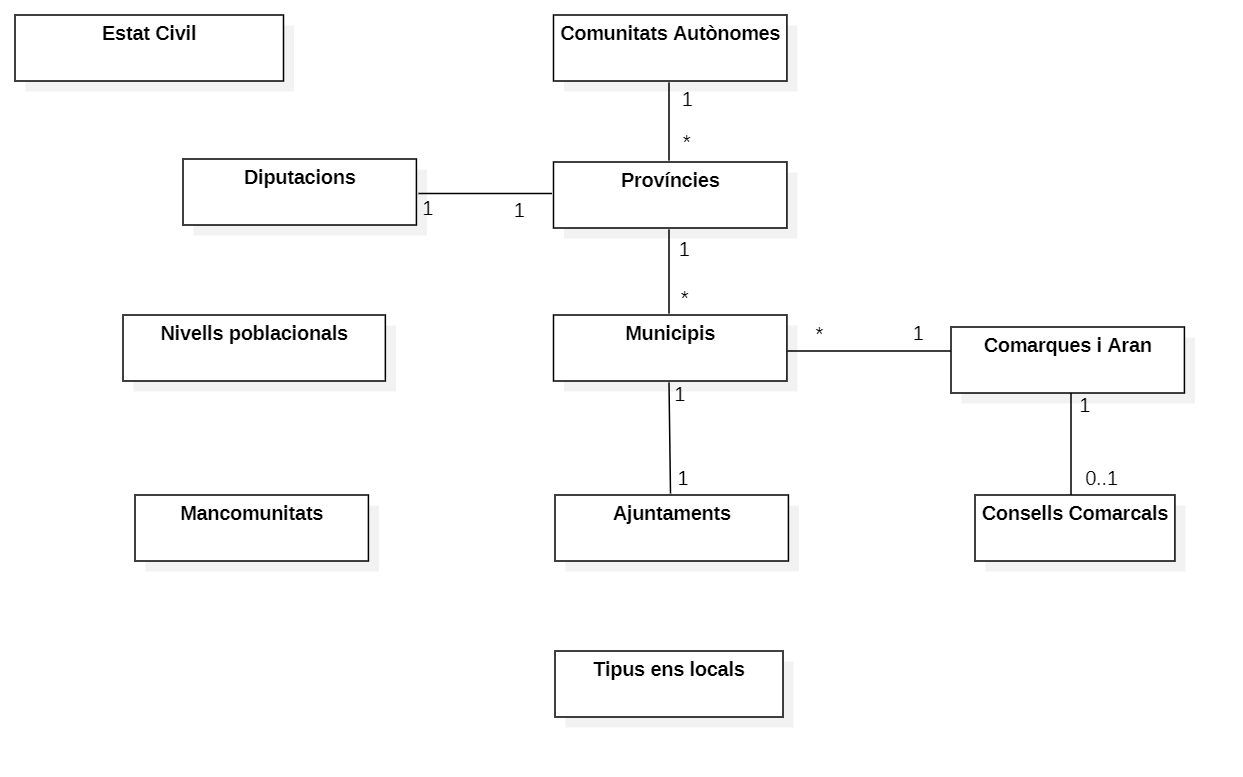 Estat Civil
Comunitats Autònomes
1
*
Diputacions
Províncies
1
1
1
*
Nivells poblacionals
Municipis
*
1
Comarques i Aran
1
1
1
0..1
Mancomunitats
Ajuntaments
Consells Comarcals
Tipus ens locals